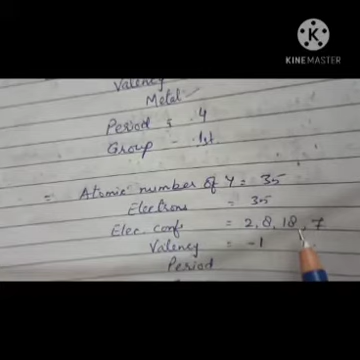 KINEMASTER
Valency
Metal
Period : 4
Group - 1st
= Atomic number of Y = 35
Electrons = 35
Elec. conf = 2, 8, 18, 7
Valency = -1
Period